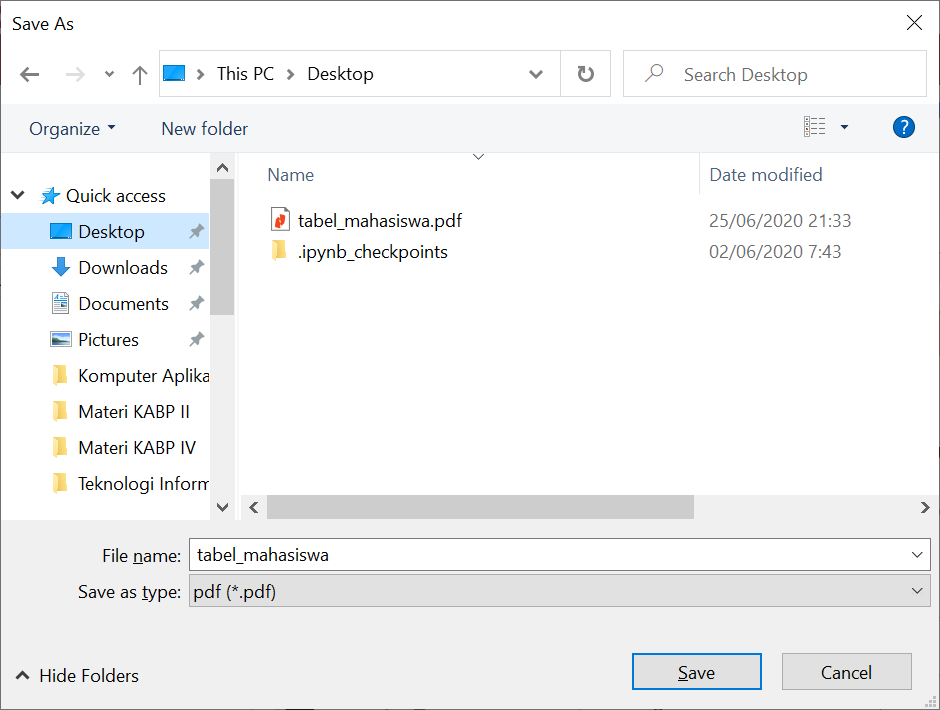 Save As
This PC > Desktop
Search Desktop
Organize
New folder
?
Name
Date modified
Quick access
Desktop
Downloads
Documents
Pictures
Komputer Aplika
Materi KABP II
Materi KABP IV
Teknologi Inform
tabel_mahasiswa.pdf 25/06/2020 21:33
.ipynb_checkpoints 02/06/2020 7:43
File name: tabel_mahasiswa
Save as type: pdf (*.pdf)
Hide Folders
Save
Cancel